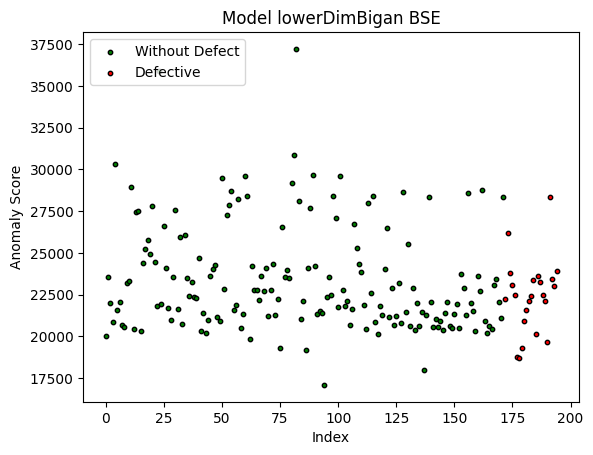 Model lowerDimBigan BSE
Without Defect
Defective
Anomaly Score
37500
35000
32500
30000
27500
25000
22500
20000
17500
0 25 50 75 100 125 150 175 200
Index